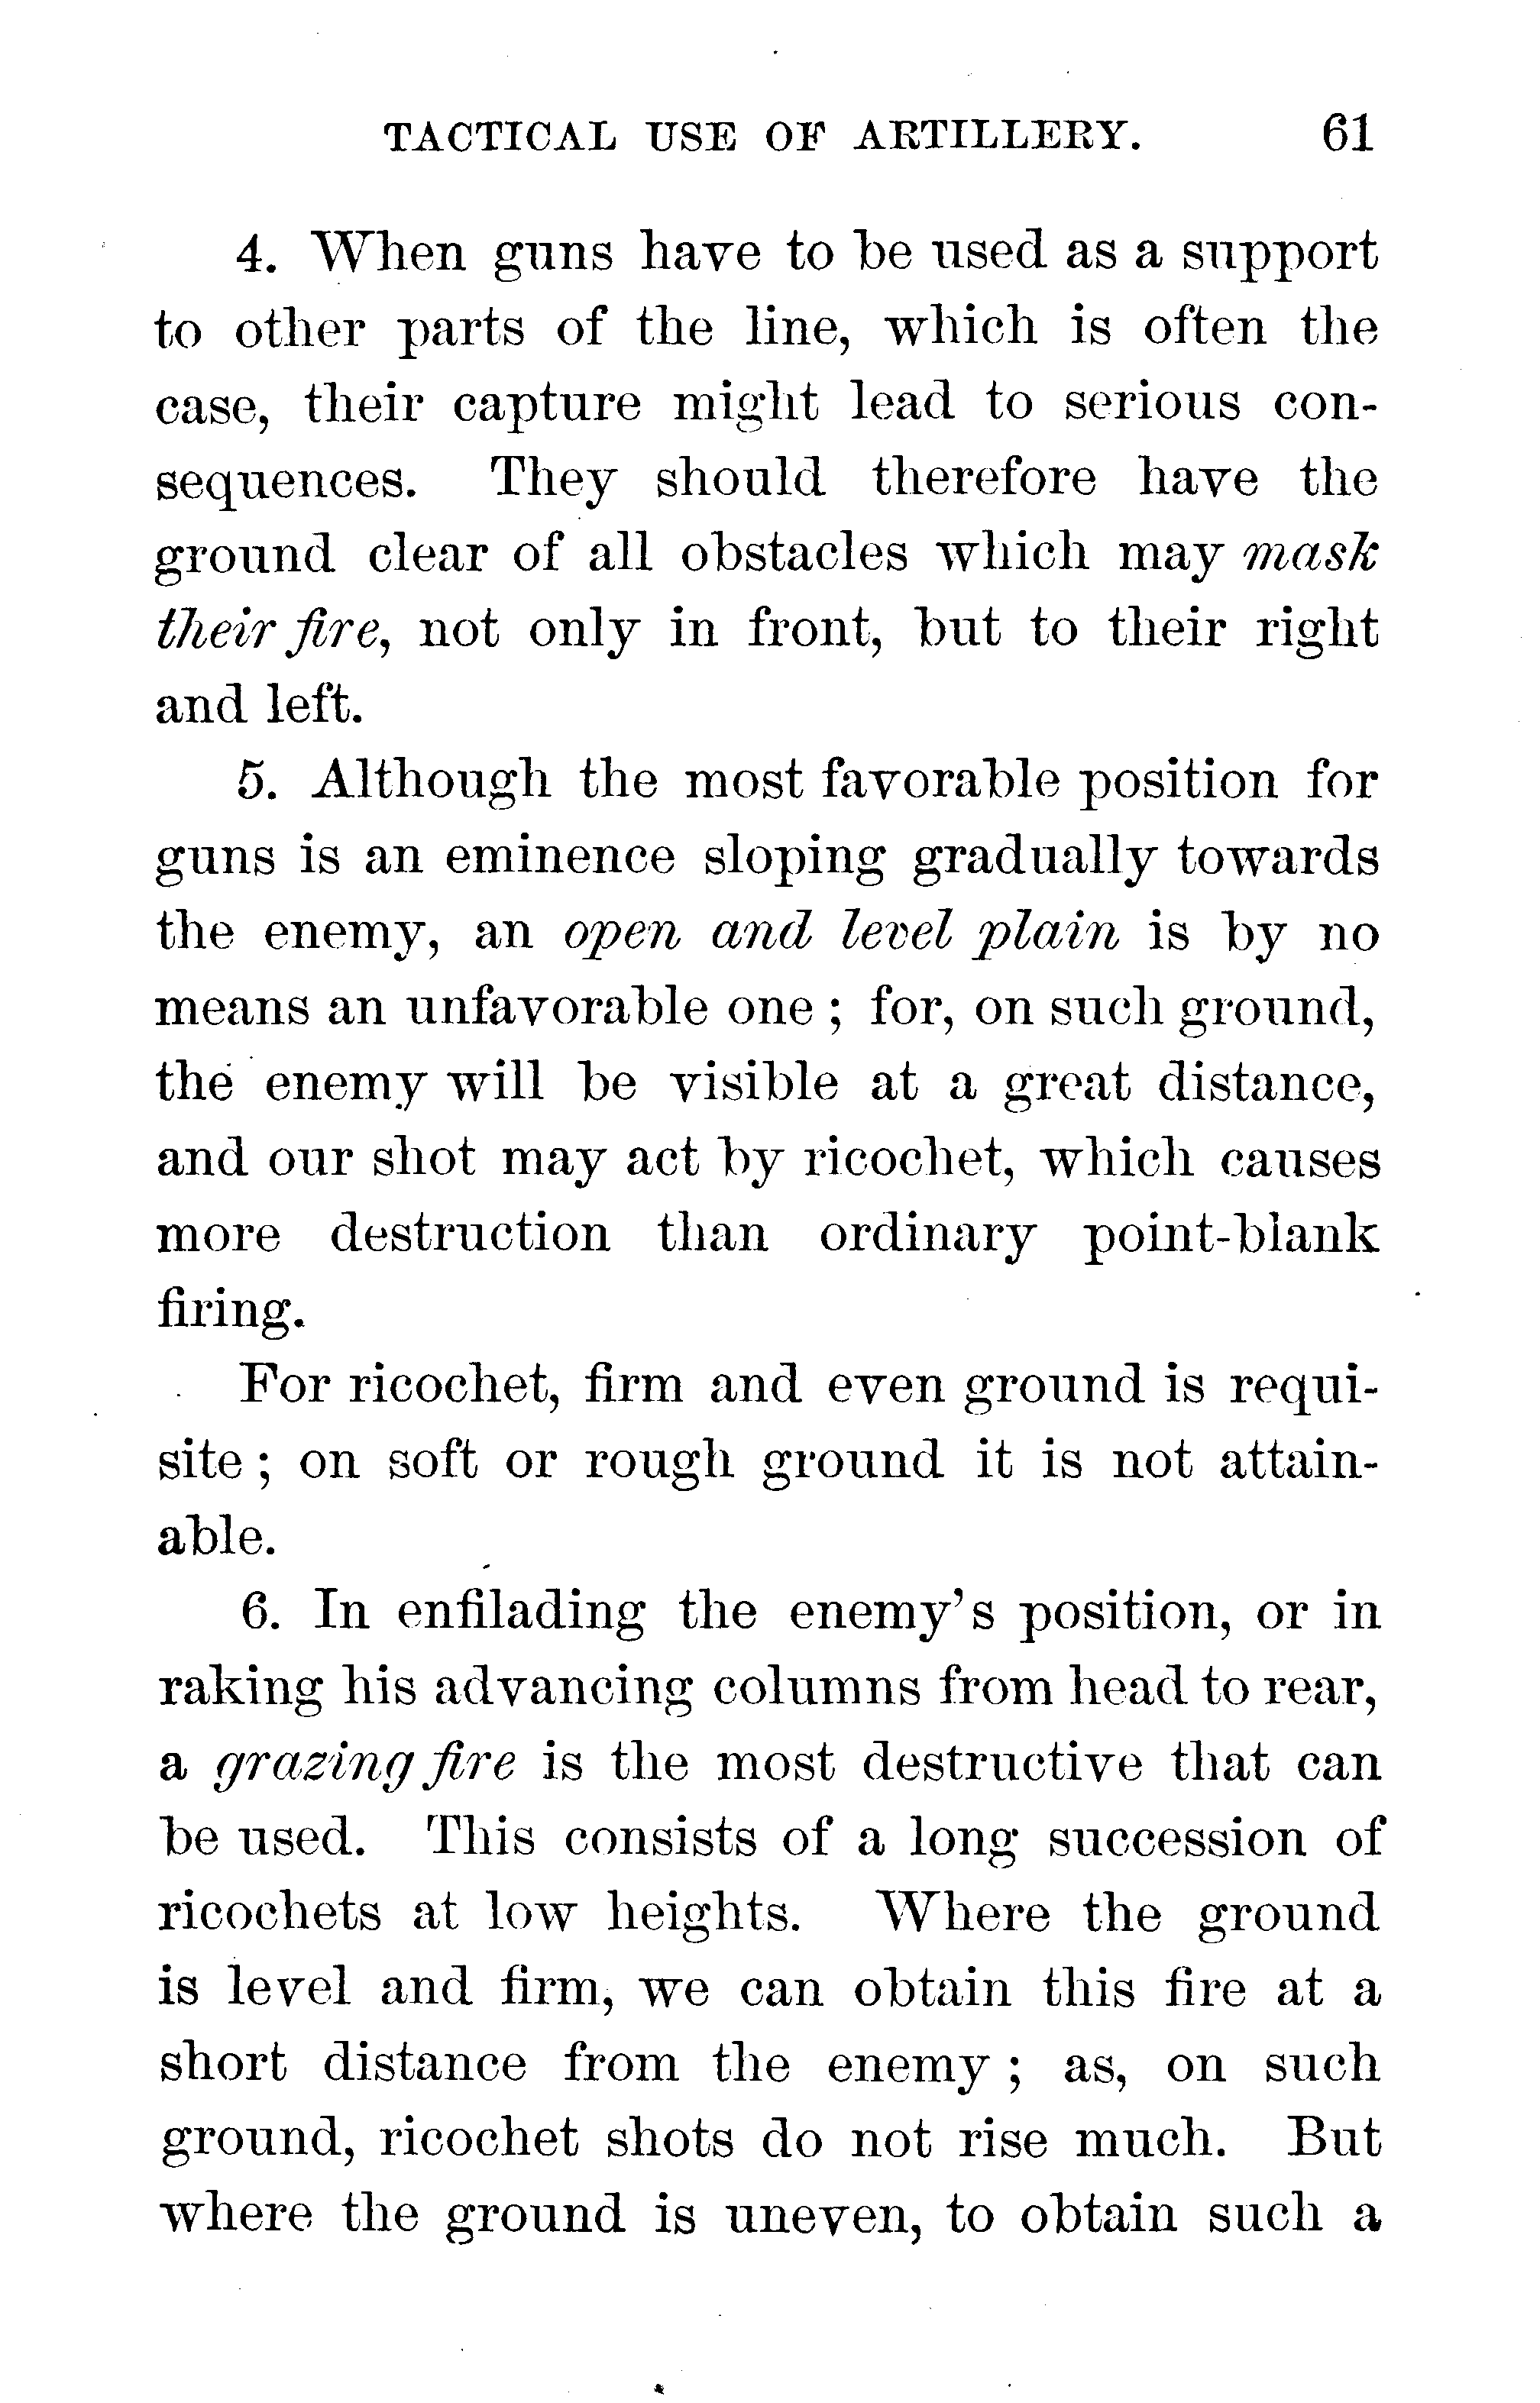 TACTICAL USE OF ARTILLERY. 61
4. When guns have to be used as a support
to other parts of the line, which is often the
case, their capture might lead to serious con-
sequences. They should therefore have the
ground clear of all obstacles which may mask
their fire, not only in front, but to their right
and left.
5. Although the most favorable position for
guns is an eminence sloping gradually towards
the enemy, an open and level plain is by no
means an unfavorable one ; for, on such ground,
the enemy will be visible at a great distance,
and our shot may act by ricochet, which causes
more destruction than ordinary point-blank
firing.
For ricochet, firm and even ground is requi-
site ; on soft or rough ground it is not attain-
able.
6. In enfilading the enemy's position, or in
raking his advancing columns from head to rear,
a grazing fire is the most destructive that can
be used. This consists of a long succession of
ricochets at low heights. Where the ground
is level and firm, we can obtain this fire at a
short distance from the enemy ; as, on such
ground, ricochet shots do not rise much. But
where the ground is uneven, to obtain such a